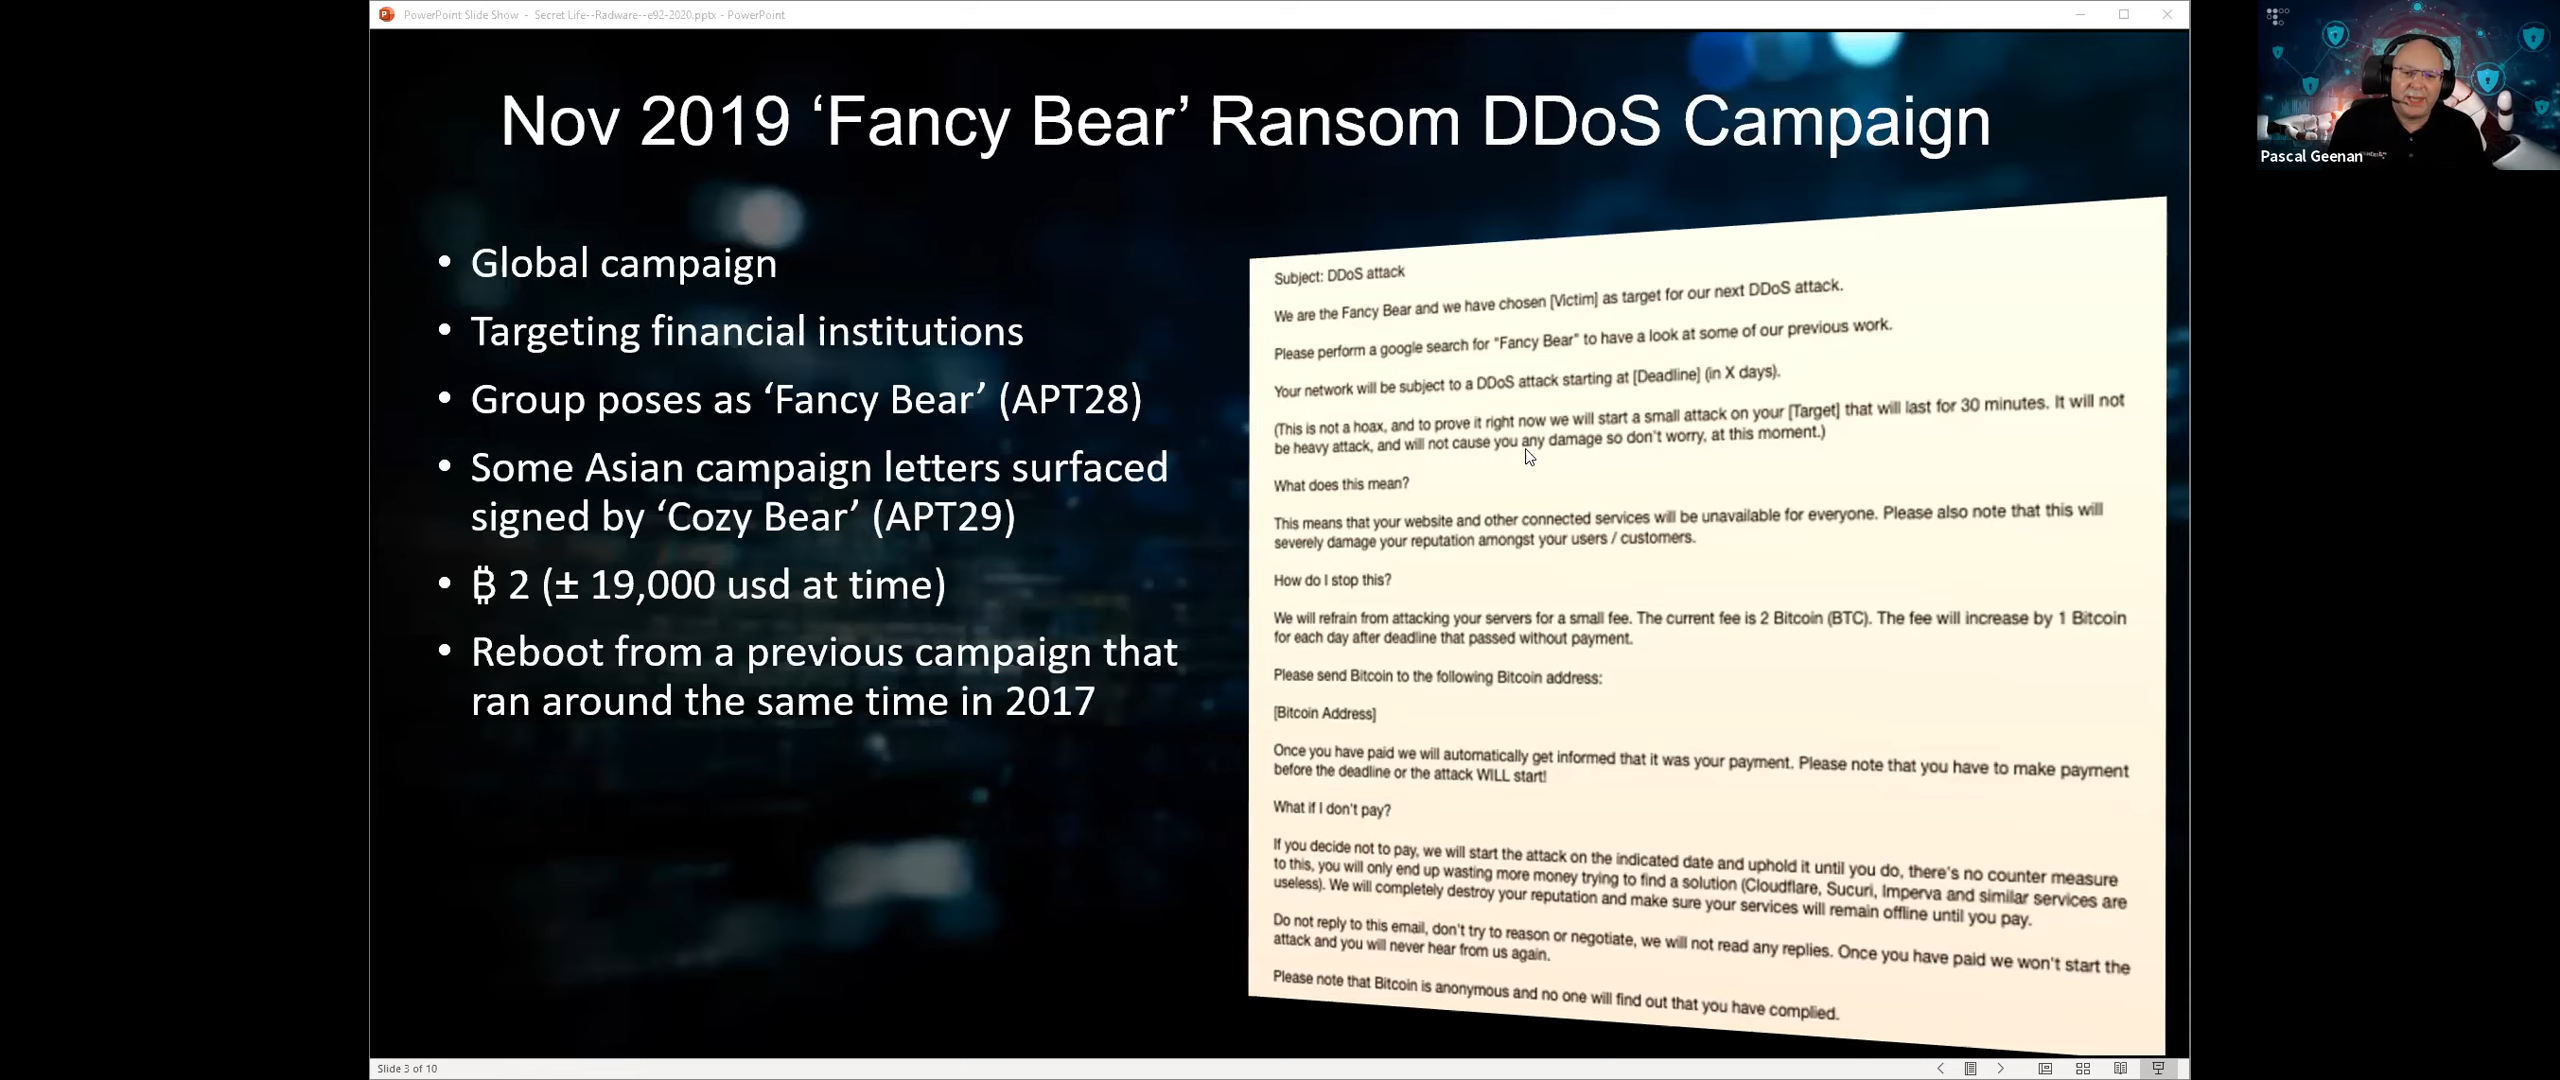 PowerPoint Slide Show - Secret Life--Radware--e92-2020.pptx - PowerPoint
Nov 2019 ‘Fancy Bear’ Ransom DDoS Campaign
• Global campaign
• Targeting financial institutions
• Group poses as ‘Fancy Bear’ (APT28)
• Some Asian campaign letters surfaced
signed by ‘Cozy Bear’ (APT29)
• ₿ 2 (± 19,000 usd at time)
• Reboot from a previous campaign that
ran around the same time in 2017
Subject: DDoS attack
We are the Fancy Bear and we have chosen [Victim] as target for our next DDoS attack.
Please perform a google search for "Fancy Bear" to have a look at some of our previous work.
Your network will be subject to a DDoS attack starting at [Deadline] (in X days).
(This is not a hoax, and to prove it right now we will start a small attack on your [Target] that will last for 30 minutes. It will not
be heavy attack, and will not cause you any damage so don't worry, at this moment.)
What does this mean?
This means that your website and other connected services will be unavailable for everyone. Please also note that this will
severely damage your reputation amongst your users / customers.
How do I stop this?
We will refrain from attacking your servers for a small fee. The current fee is 2 Bitcoin (BTC). The fee will increase by 1 Bitcoin
for each day after deadline that passed without payment.
Please send Bitcoin to the following Bitcoin address:
[Bitcoin Address]
Once you have paid we will automatically get informed that it was your payment. Please note that you have to make payment
before the deadline or the attack WILL start!
What if I don't pay?
If you decide not to pay, we will start the attack on the indicated date and uphold it until you do, there's no counter measure
to this, you will only end up wasting more money trying to find a solution (Cloudflare, Sucuri, Imperva and similar services are
useless). We will completely destroy your reputation and make sure your services will remain offline until you pay.
Do not reply to this email, don't try to reason or negotiate, we will not read any replies. Once you have paid we won't start the
attack and you will never hear from us again.
Please note that Bitcoin is anonymous and no one will find out that you have complied.
Slide 3 of 10
Pascal Geenan